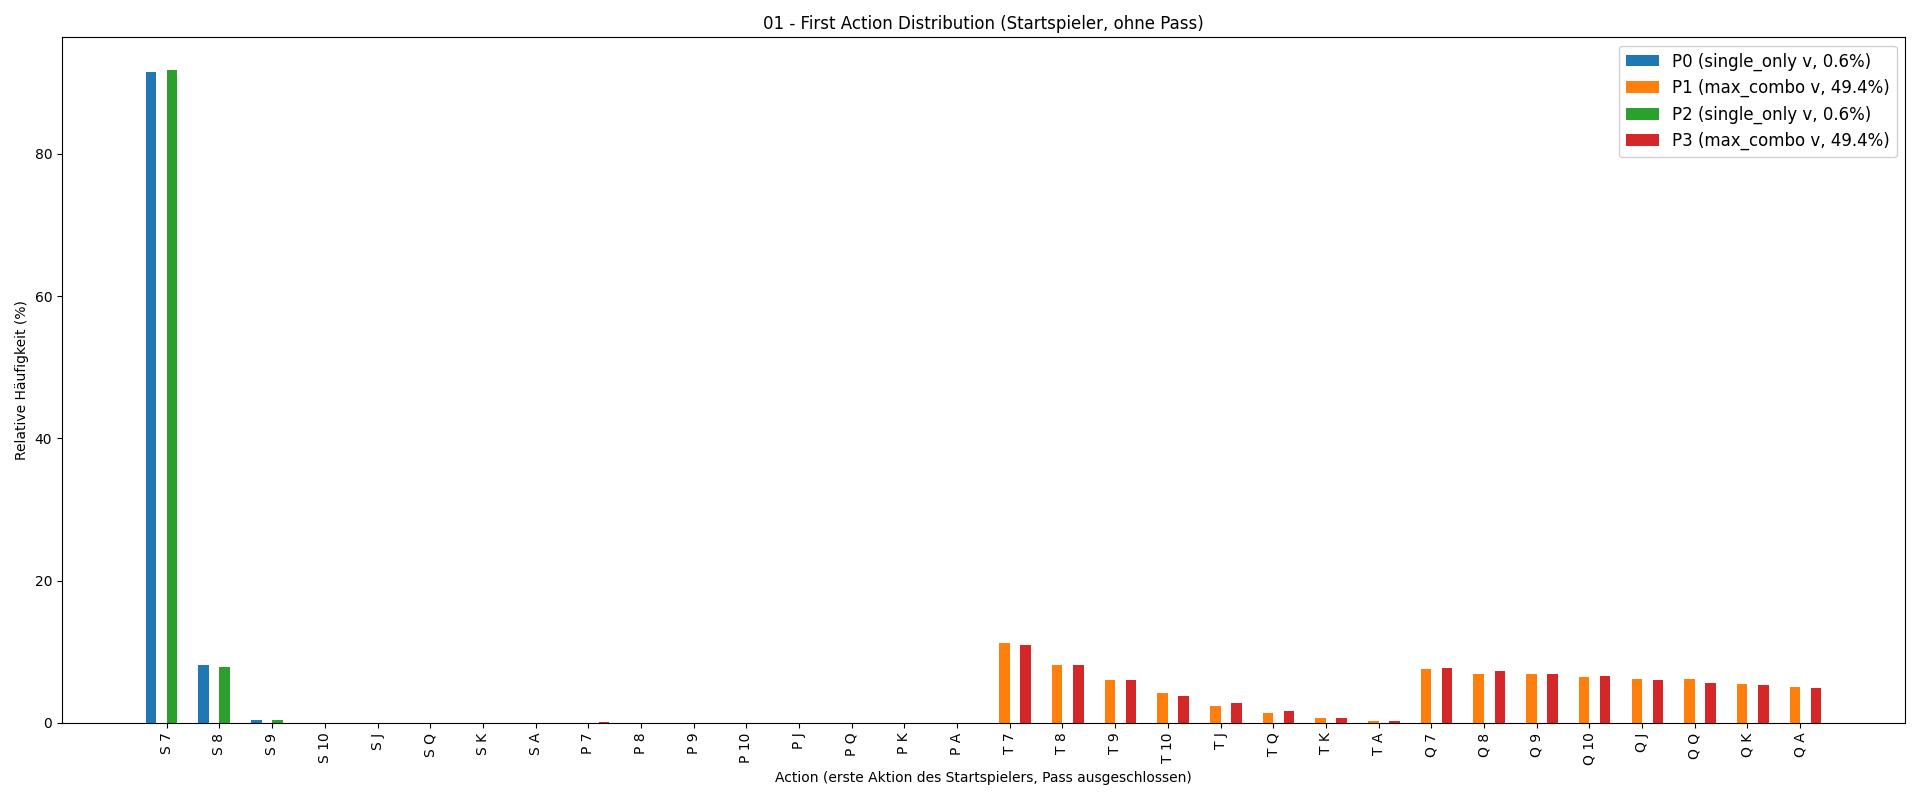 01 - First Action Distribution (Startspieler, ohne Pass)
P0 (single_only v, 0.6%)
P1 (max_combo v, 49.4%)
P2 (single_only v, 0.6%)
P3 (max_combo v, 49.4%)
Relative Häufigkeit (%)
80
60
40
20
0
S 7
S 8
S 9
S 10
S J
S Q
S K
S A
P 7
P 8
P 9
P 10
P J
P Q
P K
P A
T 7
T 8
T 9
T 10
T J
T Q
T K
T A
Q 7
Q 8
Q 9
Q 10
Q J
Q Q
Q K
Q A
Action (erste Aktion des Startspielers, Pass ausgeschlossen)